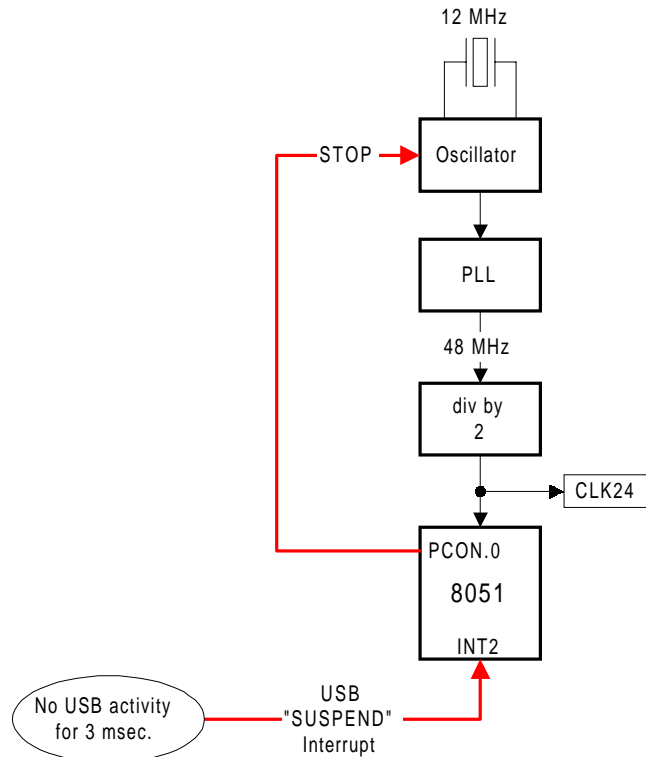 12 MHz
STOP
Oscillator
PLL
48 MHz
div by
2
CLK24
PCON.0
8051
INT2
No USB activity
for 3 msec.
USB
"SUSPEND"
Interrupt